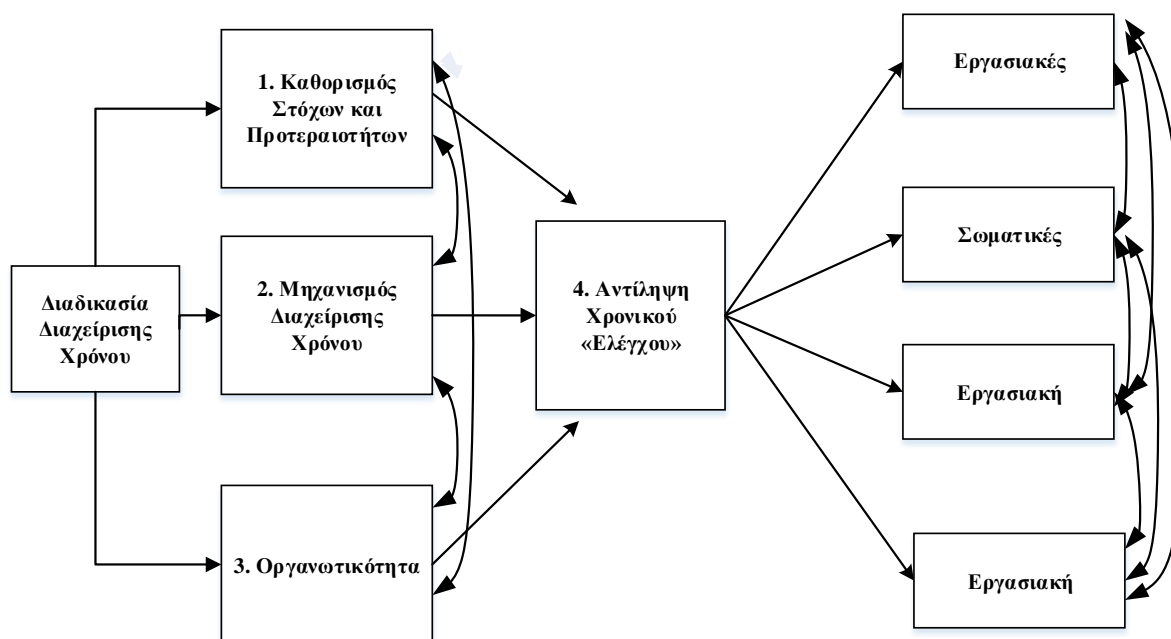 Διαδικασία
Διαχείρισης
Χρόνου
1. Καθορισμός
Στόχων και
Προτεραιοτήτων
2. Μηχανισμός
Διαχείρισης
Χρόνου
3. Οργανωτικότητα
4. Αντίληψη
Χρονικού
«Ελέγχου»
Εργασιακές
Σωματικές
Εργασιακή
Εργασιακή